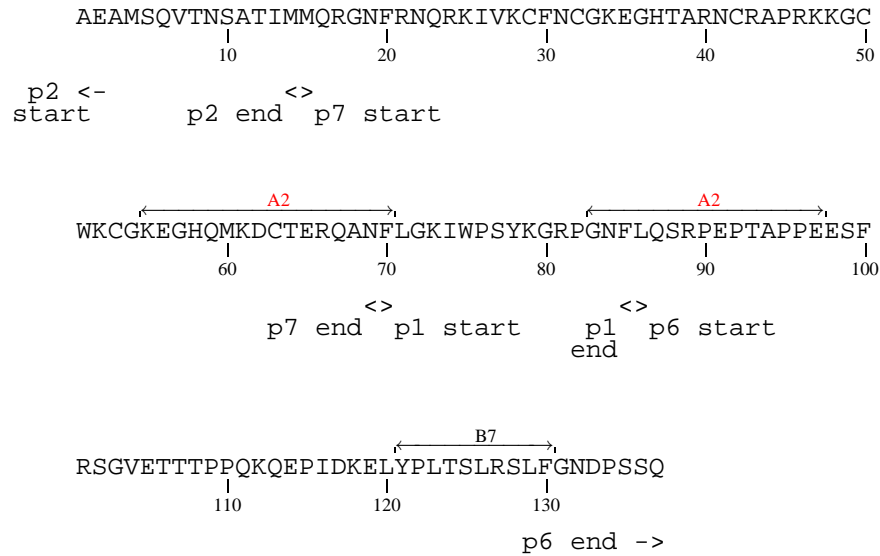 AEAMSQVTNSATIMMQRGNFRNQRKIVKCFNCGKEGHTARNCRAPRKKGC
10 20 30 40 50
p2 <- <>
start p2 end p7 start
A2 A2
WKCGKEGHQMKDCTERQANFLGKIWPSYKGRPGNFLQSRPEPTAPPEESF
60 70 80 90 100
<> <>
p7 end p1 start p1 p6 start
end
B7
RSGVETTTPPQKQEPIDKELYPLTSLRSLFGNDPSSQ
110 120 130
p6 end ->